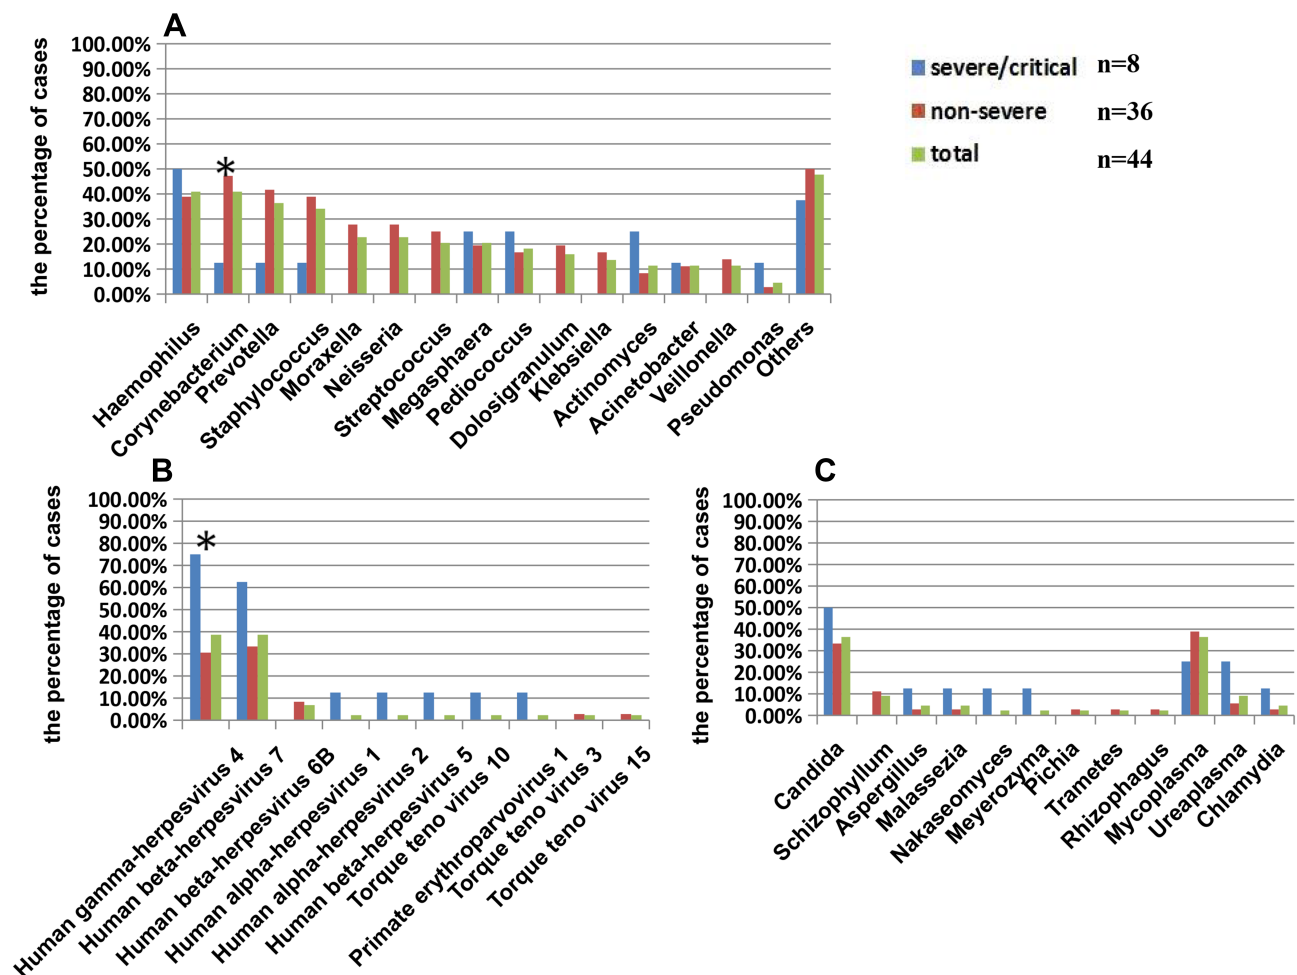 A
the percentage of cases
100.00%
90.00%
80.00%
70.00%
60.00%
50.00%
40.00%
30.00%
20.00%
10.00%
0.00%
*
Haemophilus
Corynebacterium
Prevotella
Staphylococcus
Moraxella
Neisseria
Streptococcus
Megasphaera
Pediococcus
Dolosigranulum
Klebsiella
Actinomyces
Acinetobacter
Veillonella
Pseudomonas
Others
severe/critical n=8
non-severe n=36
total n=44
B
the percentage of cases
100.00%
90.00%
80.00%
70.00%
60.00%
50.00%
40.00%
30.00%
20.00%
10.00%
0.00%
*
Human gamma-herpesvirus 4
Human beta-herpesvirus 7
Human beta-herpesvirus 6B
Human alpha-herpesvirus 1
Human alpha-herpesvirus 2
Human beta-herpesvirus 5
Torque teno virus 10
Primate erythroparvovirus 1
Torque teno virus 3
Torque teno virus 15
C
the percentage of cases
100.00%
90.00%
80.00%
70.00%
60.00%
50.00%
40.00%
30.00%
20.00%
10.00%
0.00%
Candida
Schizophyllum
Aspergillus
Malassezia
Nakaseomyces
Meyerozyma
Pichia
Trametes
Rhizophagus
Mycoplasma
Ureaplasma
Chlamydia